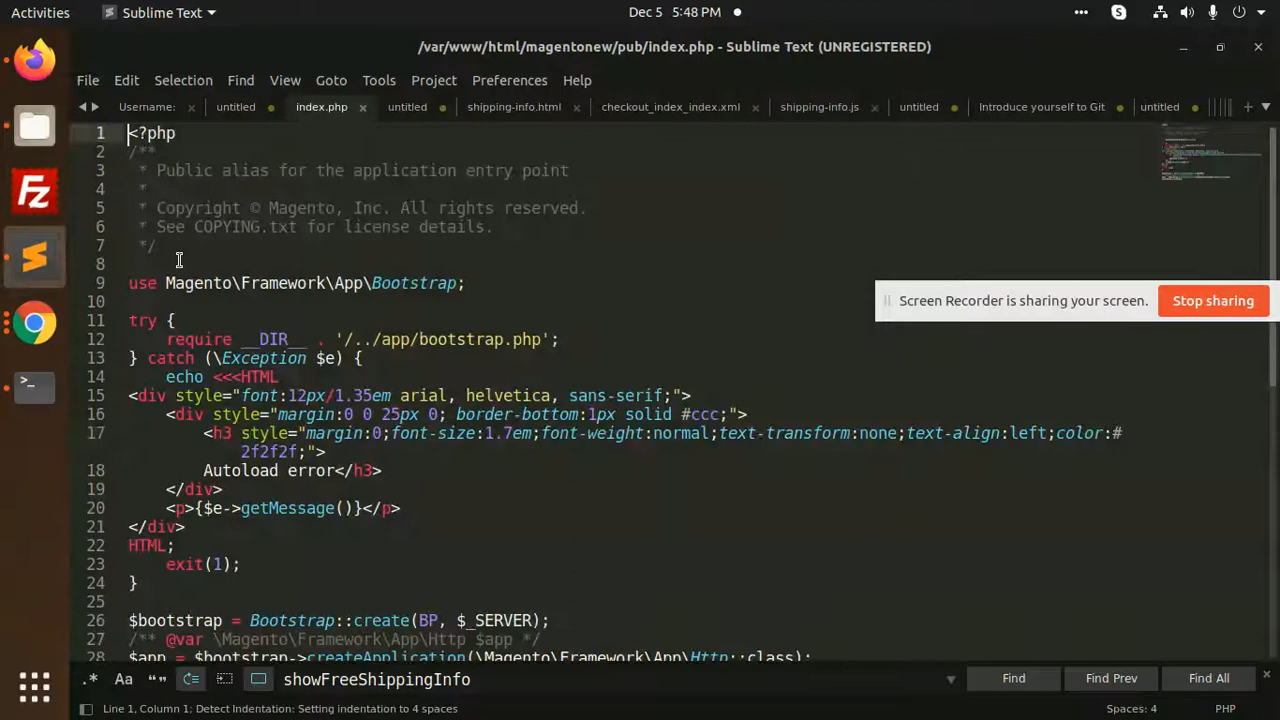 Activities Sublime Text Dec 5 5:48 PM
/var/www/html/magentonew/pub/index.php - Sublime Text (UNREGISTERED)
File Edit Selection Find View Goto Tools Project Preferences Help
Username: untitled index.php untitled shipping-info.html checkout_index_index.xml shipping-info.js untitled Introduce yourself to Git untitled
1 <?php
2 /**
3 * Public alias for the application entry point
4 *
5 * Copyright © Magento, Inc. All rights reserved.
6 * See COPYING.txt for license details.
7 */
8
9 use Magento\Framework\App\Bootstrap;
Screen Recorder is sharing your screen. Stop sharing
10
11 try {
12 require __DIR__ . '/../app/bootstrap.php';
13 } catch (\Exception $e) {
14 echo <<<HTML
15 <div style="font:12px/1.35em arial, helvetica, sans-serif;">
16 <div style="margin:0 0 25px 0; border-bottom:1px solid #ccc;">
17 <h3 style="margin:0;font-size:1.7em;font-weight:normal;text-transform:none;text-align:left;color:#
2f2f2f;">
18 Autoload error</h3>
19 </div>
20 <p>{$e->getMessage()}</p>
21 </div>
22 HTML;
23 exit(1);
24 }
25
26 $bootstrap = Bootstrap::create(BP, $_SERVER);
27 /** @var \Magento\Framework\App\Http $app */
28 $app = $bootstrap->createApplication(\Magento\Framework\App\Http::class);
.* Aa "" showFreeShippingInfo Find Find Prev Find All
Line 1, Column 1; Detect Indentation: Setting indentation to 4 spaces Spaces: 4 PHP